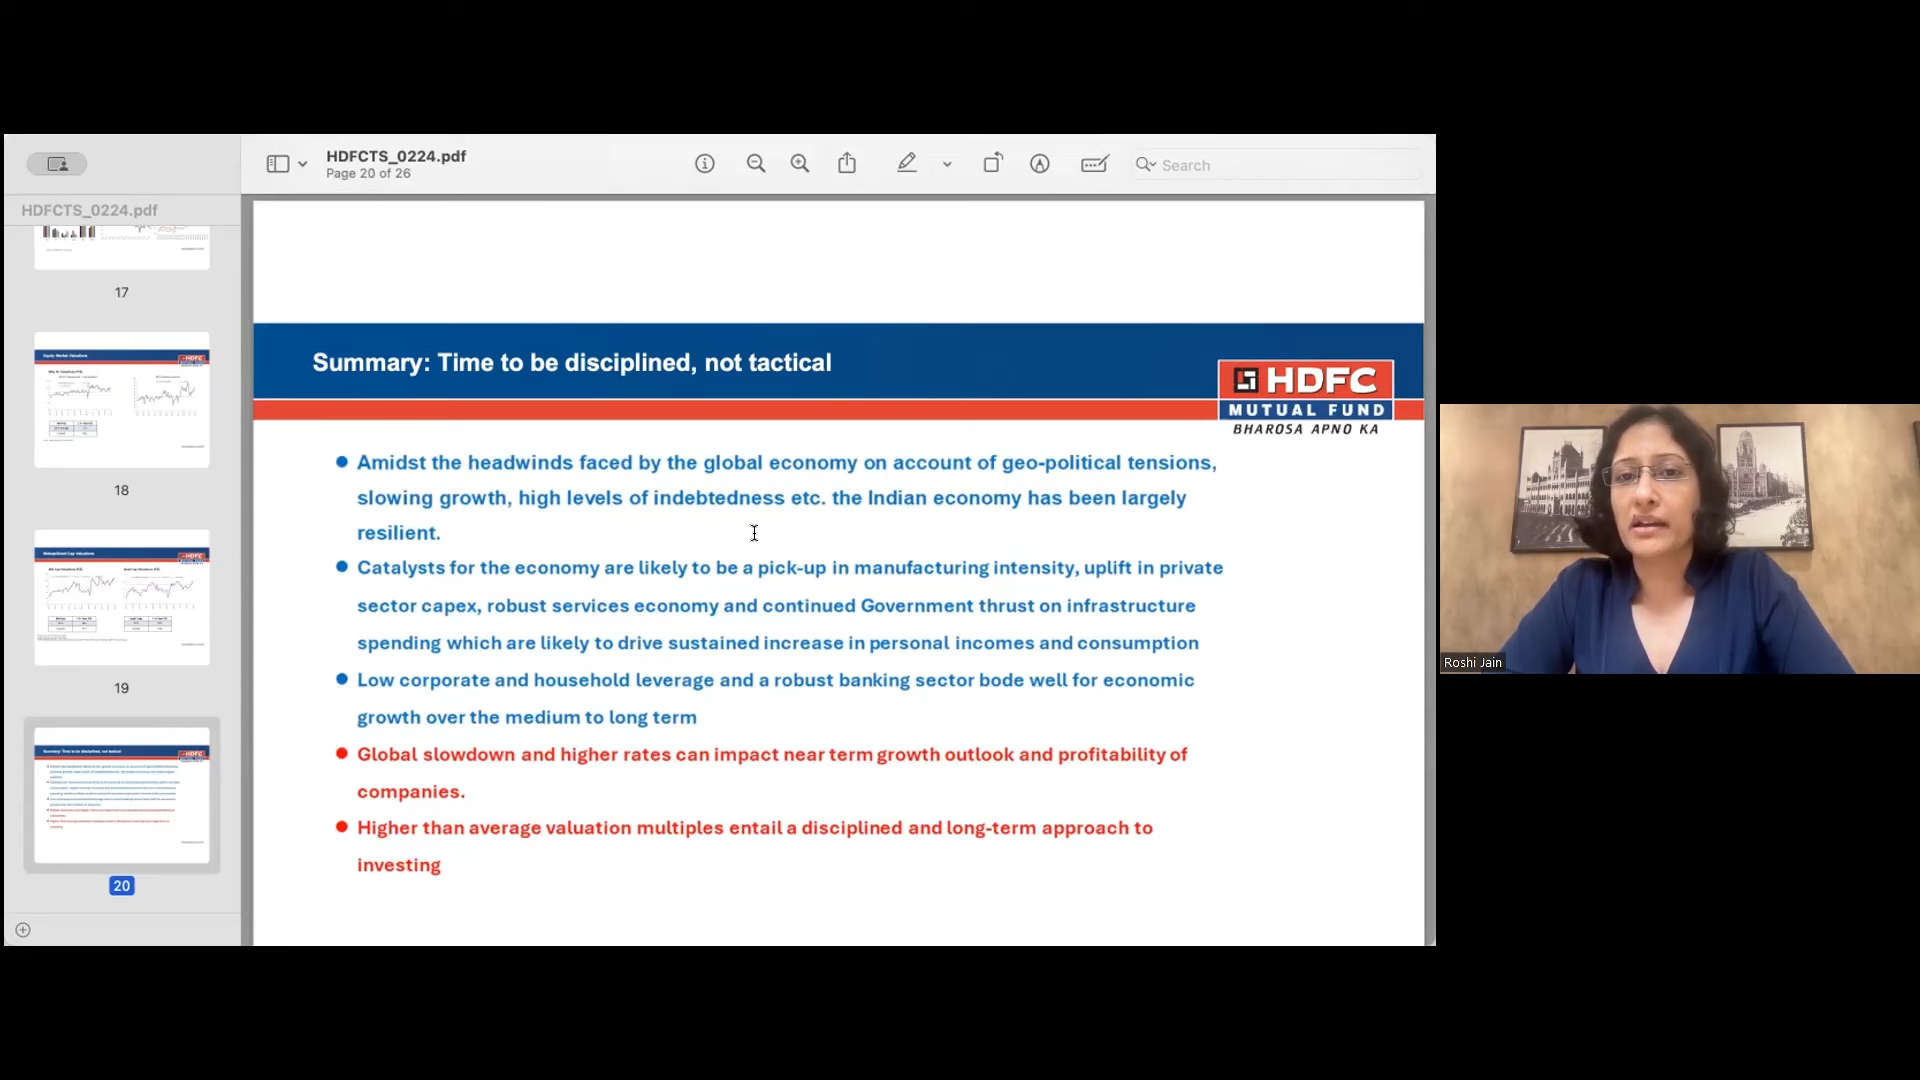 HDFCTS_0224.pdf
Page 20 of 26
Search
HDFCTS_0224.pdf
17
Equity Market Valuations
18
Midcap/Small Cap Valuations
19
20
Summary: Time to be disciplined, not tactical
HDFC
MUTUAL FUND
BHAROSA APNO KA
Amidst the headwinds faced by the global economy on account of geo-political tensions,
slowing growth, high levels of indebtedness etc. the Indian economy has been largely
resilient.
Catalysts for the economy are likely to be a pick-up in manufacturing intensity, uplift in private
sector capex, robust services economy and continued Government thrust on infrastructure
spending which are likely to drive sustained increase in personal incomes and consumption
Low corporate and household leverage and a robust banking sector bode well for economic
growth over the medium to long term
Global slowdown and higher rates can impact near term growth outlook and profitability of
companies.
Higher than average valuation multiples entail a disciplined and long-term approach to
investing
Roshi Jain